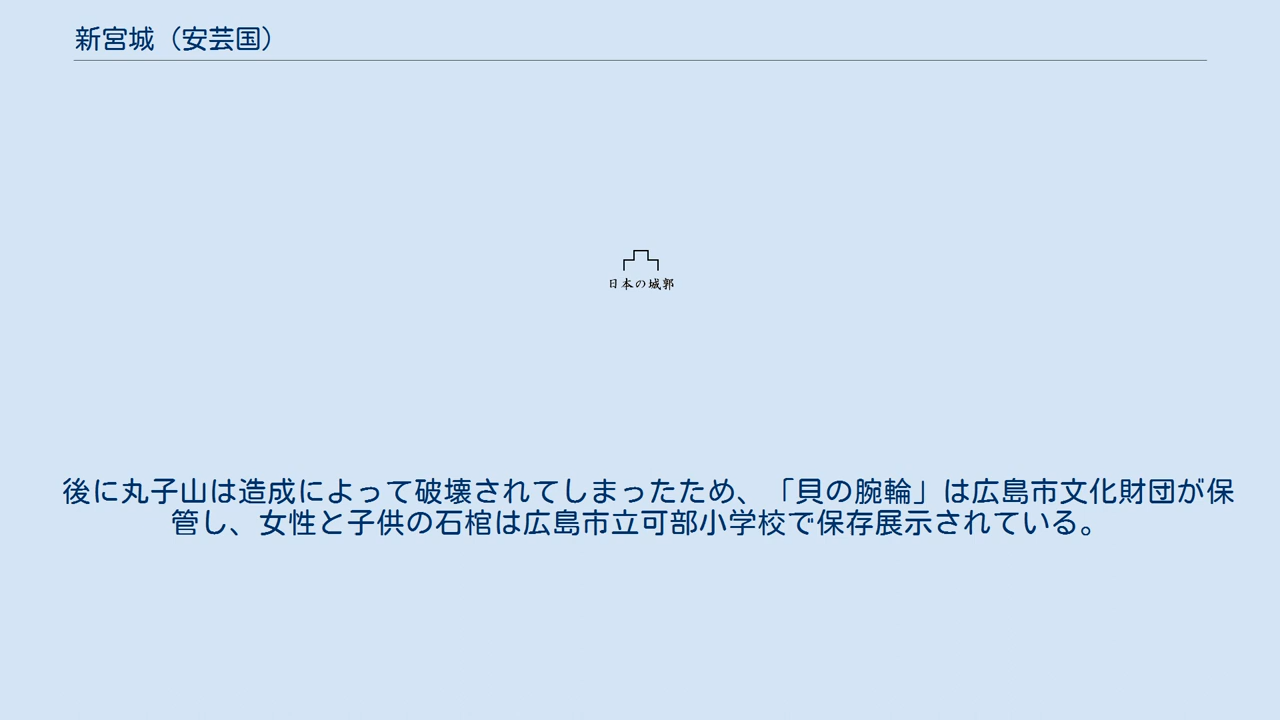 新宮城（安芸国）
日本の城郭
後に丸子山は造成によって破壊されてしまったため、「貝の腕輪」は広島市文化財団が保
管し、女性と子供の石棺は広島市立可部小学校で保存展示されている。